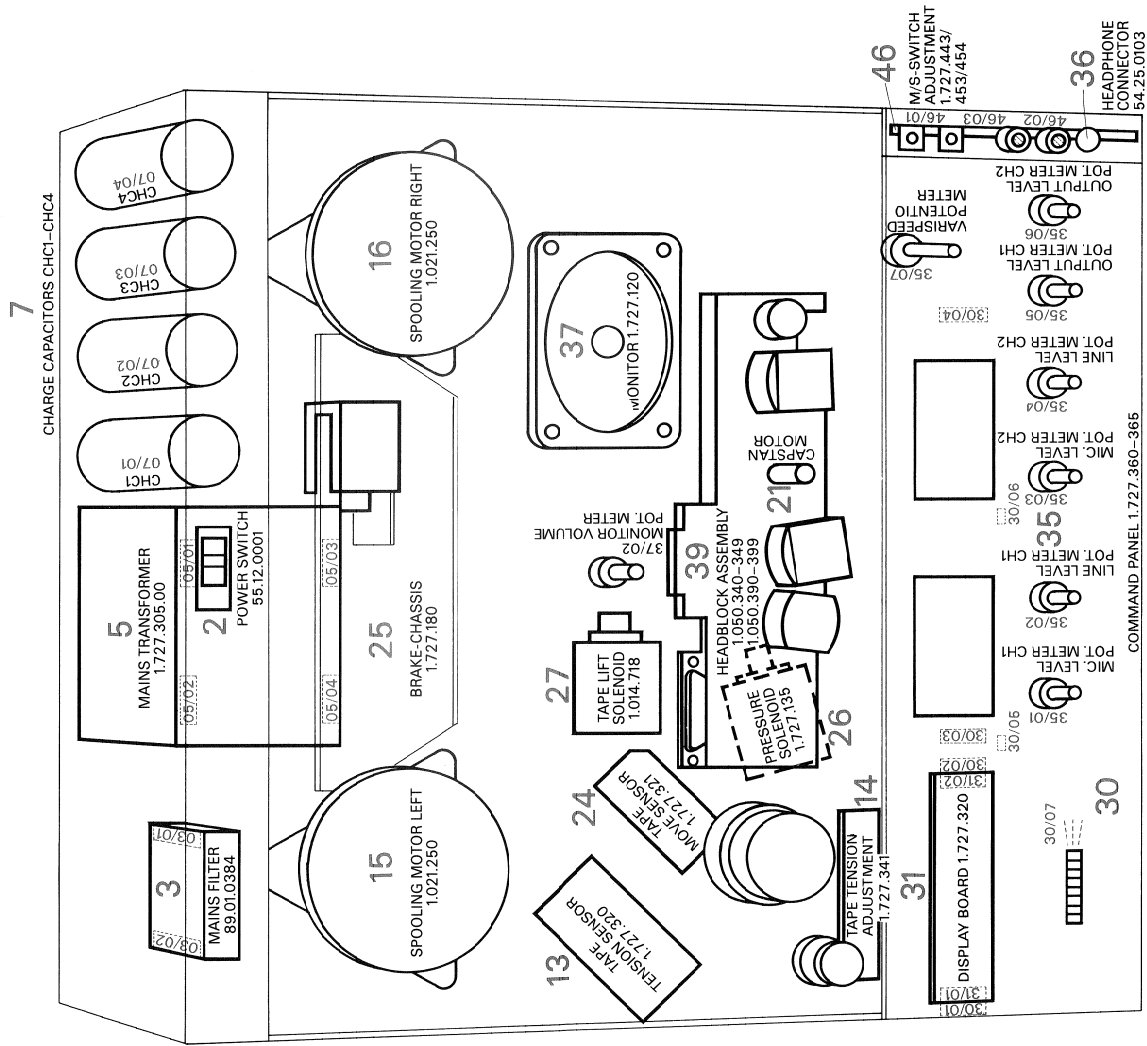 7
CHARGE CAPACITORS CHC1–CHC4
CHC1
07/01
CHC2
07/02
CHC3
07/03
CHC4
07/04
3
MAINS FILTER
89.01.0384
03/01
03/02
5
MAINS TRANSFORMER
1.727.305.00
05/01
05/02
05/03
05/04
2
POWER SWITCH
55.12.0001
15
SPOOLING MOTOR LEFT
1.021.250
25
BRAKE-CHASSIS
1.727.180
16
SPOOLING MOTOR RIGHT
1.021.250
13
TAPE
TENSION SENSOR
1.727.320
24
TAPE
MOVE SENSOR
1.727.321
27
TAPE LIFT
SOLENOID
1.014.718
37/02
MONITOR VOLUME
POT. METER
37
MONITOR 1.727.120
39
HEADBLOCK ASSEMBLY
1.050.340–349
1.050.390–399
21
CAPSTAN
MOTOR
PRESSURE
SOLENOID
1.727.135
26
14
TAPE TENSION
ADJUSTMENT
1.727.341
31
DISPLAY BOARD 1.727.320
30/01
31/01
30/02
31/02
30/03
30/04
30/05
30/06
30/07
30
35
COMMAND PANEL 1.727.360–365
35/01
MIC. LEVEL
POT. METER CH1
35/02
LINE LEVEL
POT. METER CH1
35/03
MIC. LEVEL
POT. METER CH2
35/04
LINE LEVEL
POT. METER CH2
35/05
OUTPUT LEVEL
POT. METER CH1
35/06
OUTPUT LEVEL
POT. METER CH2
35/07
VARISPEED
POTENTIO
METER
46
M/S-SWITCH
ADJUSTMENT
1.727.443/
453/454
46/01
46/03
46/02
36
HEADPHONE
CONNECTOR
54.25.0103